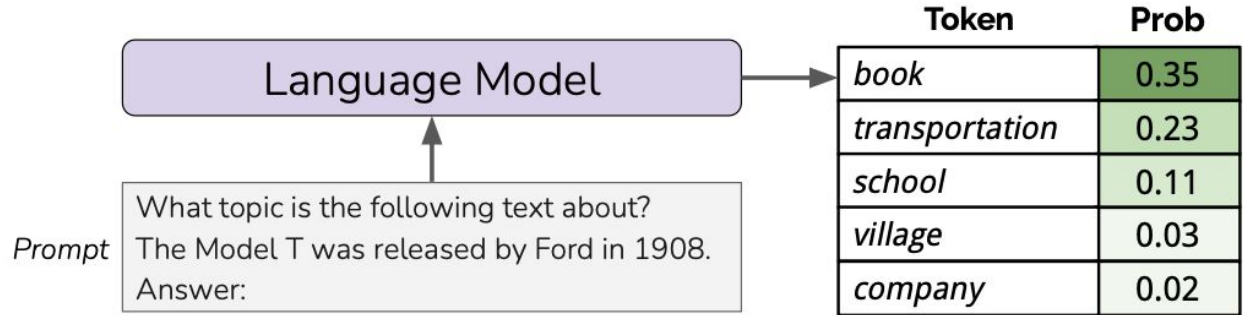 Token Prob
Language Model
book 0.35
transportation 0.23
school 0.11
village 0.03
company 0.02
Prompt
What topic is the following text about?
The Model T was released by Ford in 1908.
Answer: